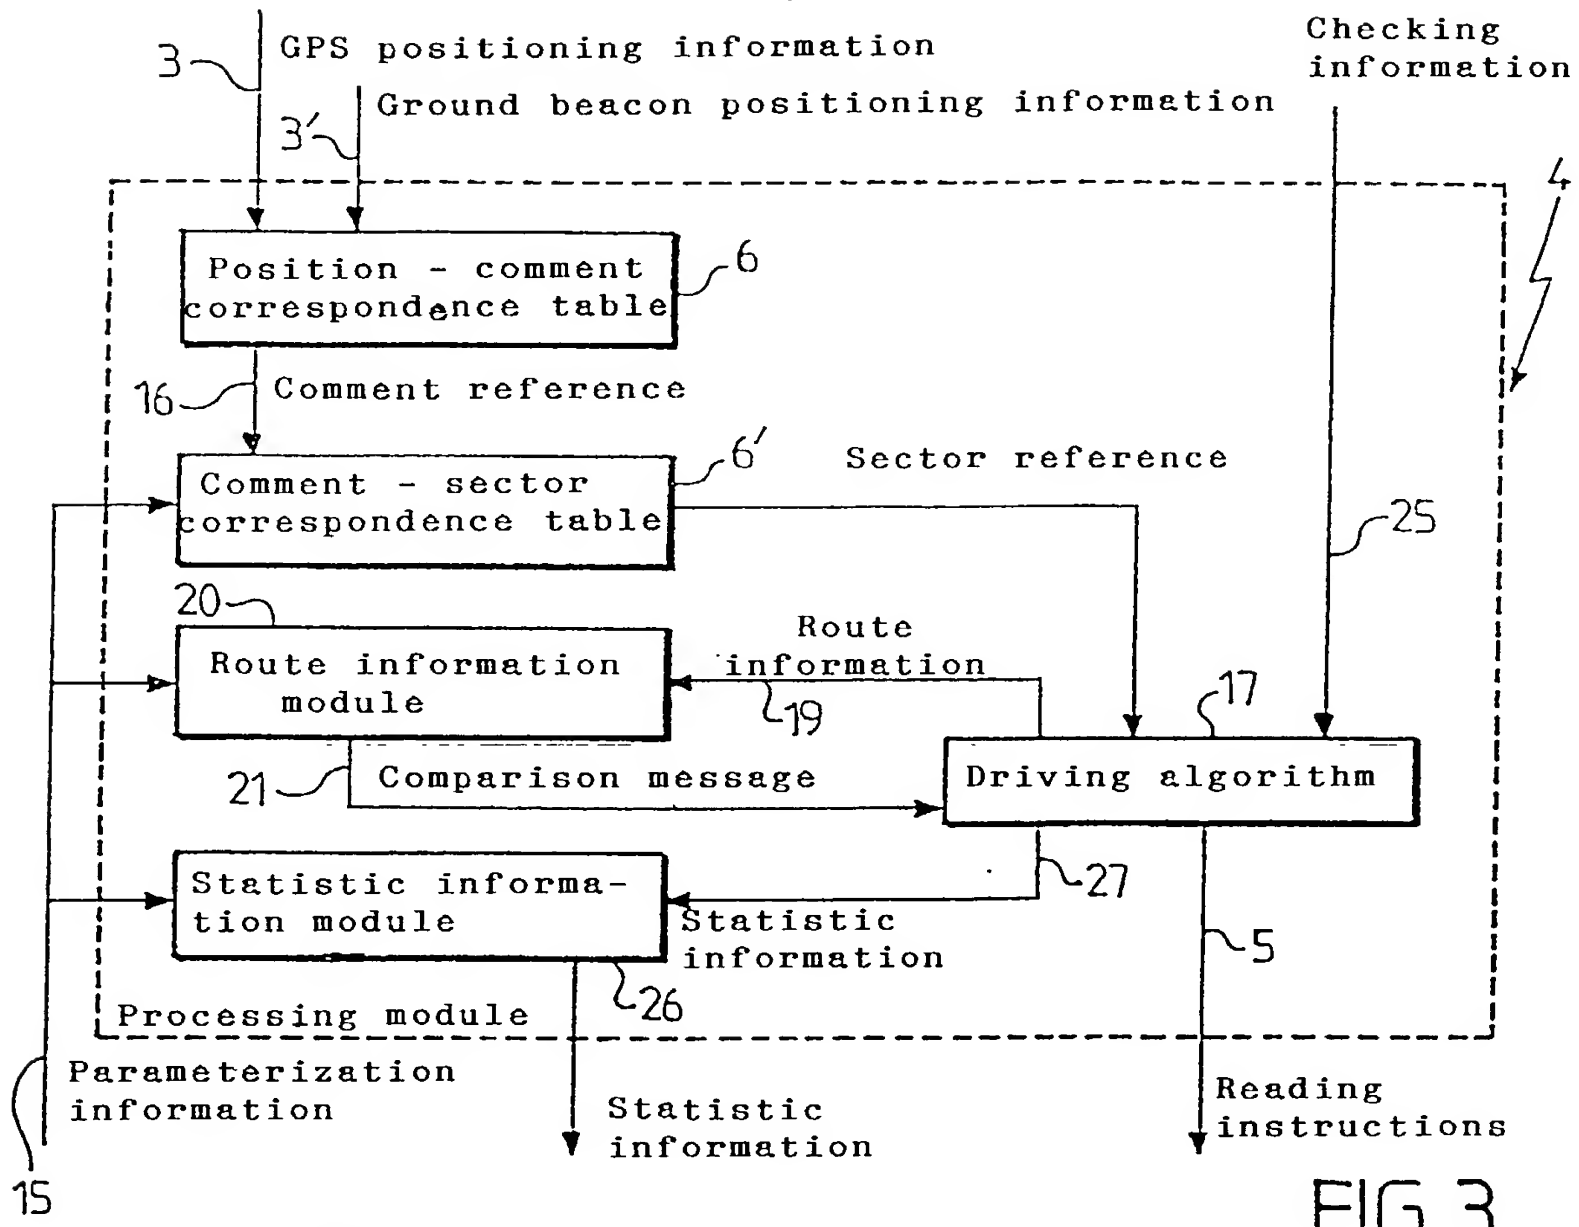 GPS positioning information
3
Ground beacon positioning information
3′
Checking
information
4
Position - comment
correspondence table
6
16
Comment reference
Comment - sector
correspondence table
6′
Sector reference
25
20
Route information
module
Route
information
19
17
21
Comparison message
Driving algorithm
Statistic informa-
tion module
27
Statistic
information
5
26
Processing module
Parameterization
information
15
Statistic
information
Reading
instructions
FIG 3